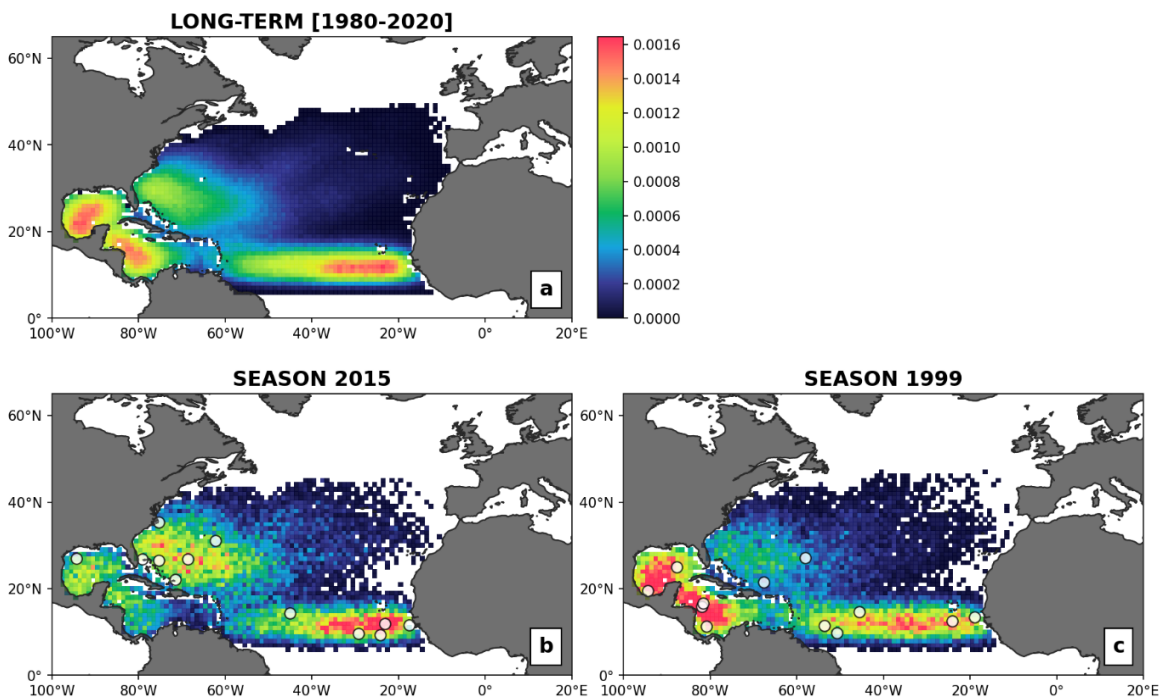 LONG-TERM [1980-2020]
60°N
40°N
20°N
0°
100°W 80°W 60°W 40°W 20°W 0° 20°E
a
0.0016
0.0014
0.0012
0.0010
0.0008
0.0006
0.0004
0.0002
0.0000
SEASON 2015
60°N
40°N
20°N
0°
100°W 80°W 60°W 40°W 20°W 0° 20°E
b
SEASON 1999
60°N
40°N
20°N
0°
100°W 80°W 60°W 40°W 20°W 0° 20°E
c